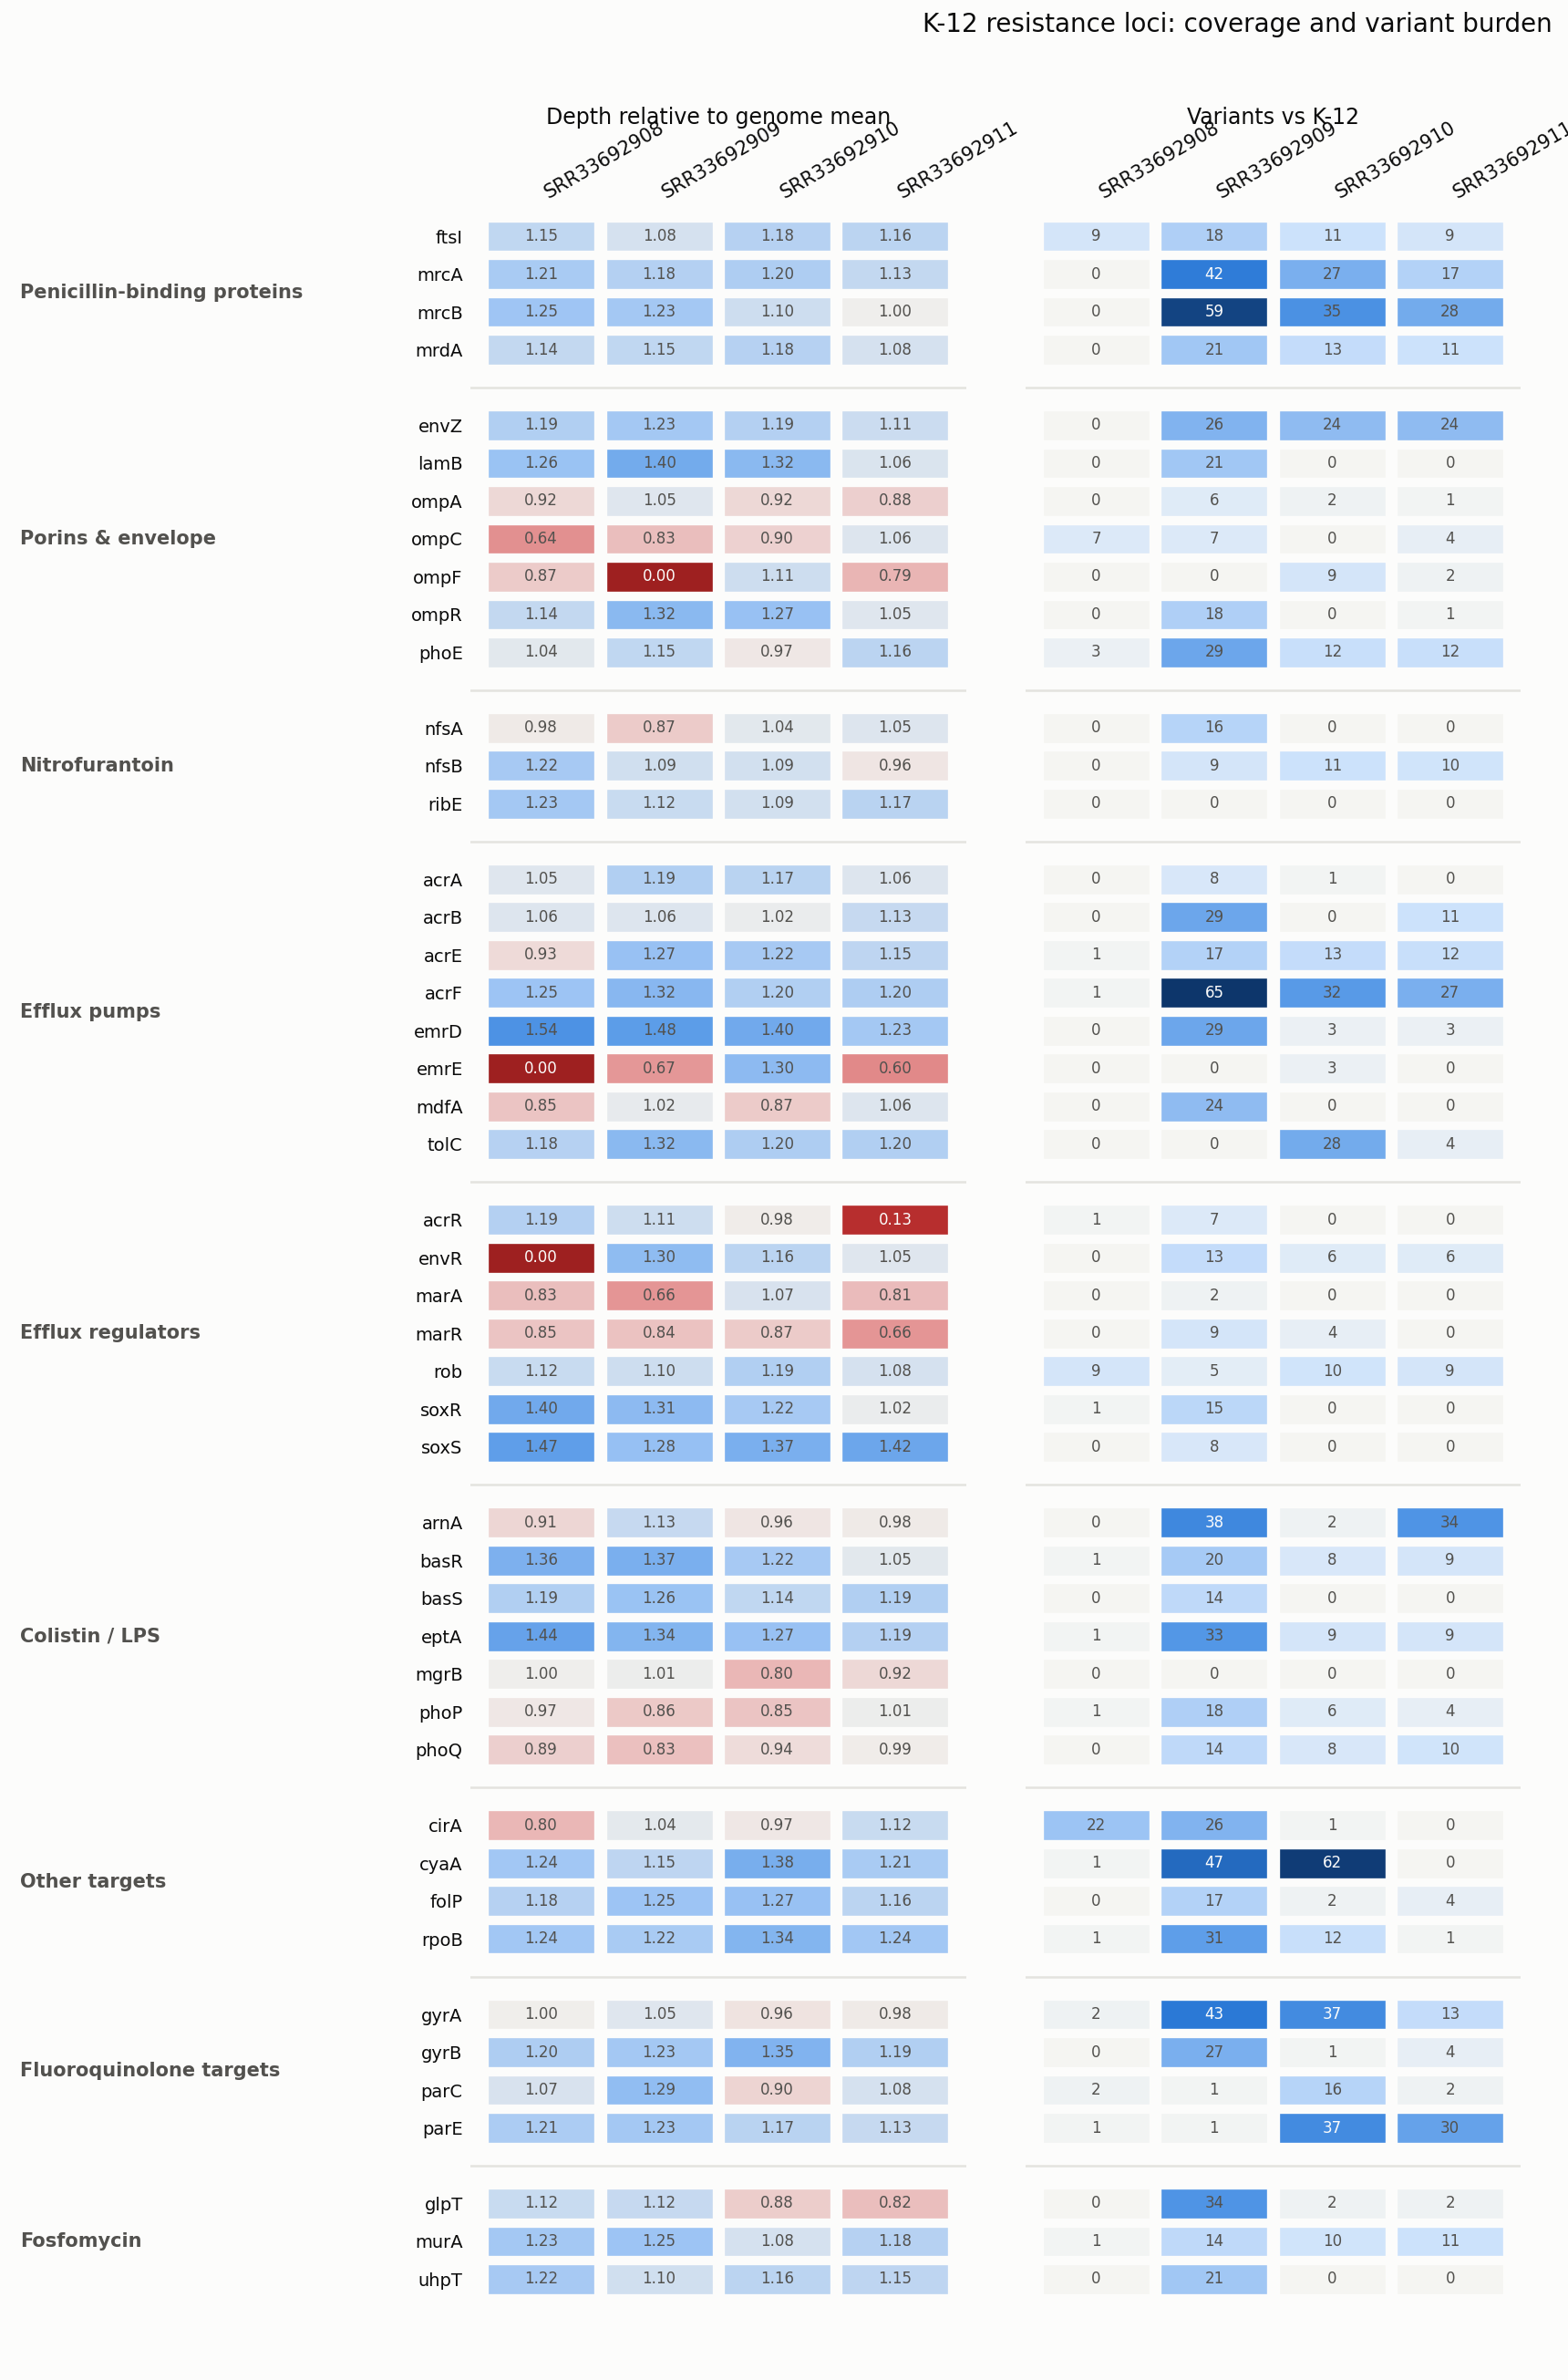 K-12 resistance loci: coverage and variant burden
Depth relative to genome mean
Variants vs K-12
SRR33692908 SRR33692909 SRR33692910 SRR33692911 SRR33692908 SRR33692909 SRR33692910 SRR33692911
ftsI 1.15 1.08 1.18 1.16 9 18 11 9
mrcA 1.21 1.18 1.20 1.13 0 42 27 17
Penicillin-binding proteins
mrcB 1.25 1.23 1.10 1.00 0 59 35 28
mrdA 1.14 1.15 1.18 1.08 0 21 13 11
envZ 1.19 1.23 1.19 1.11 0 26 24 24
lamB 1.26 1.40 1.32 1.06 0 21 0 0
ompA 0.92 1.05 0.92 0.88 0 6 2 1
Porins & envelope ompC 0.64 0.83 0.90 1.06 7 7 0 4
ompF 0.87 0.00 1.11 0.79 0 0 9 2
ompR 1.14 1.32 1.27 1.05 0 18 0 1
phoE 1.04 1.15 0.97 1.16 3 29 12 12
nfsA 0.98 0.87 1.04 1.05 0 16 0 0
Nitrofurantoin nfsB 1.22 1.09 1.09 0.96 0 9 11 10
ribE 1.23 1.12 1.09 1.17 0 0 0 0
acrA 1.05 1.19 1.17 1.06 0 8 1 0
acrB 1.06 1.06 1.02 1.13 0 29 0 11
acrE 0.93 1.27 1.22 1.15 1 17 13 12
acrF 1.25 1.32 1.20 1.20 1 65 32 27
Efflux pumps
emrD 1.54 1.48 1.40 1.23 0 29 3 3
emrE 0.00 0.67 1.30 0.60 0 0 3 0
mdfA 0.85 1.02 0.87 1.06 0 24 0 0
tolC 1.18 1.32 1.20 1.20 0 0 28 4
acrR 1.19 1.11 0.98 0.13 1 7 0 0
envR 0.00 1.30 1.16 1.05 0 13 6 6
marA 0.83 0.66 1.07 0.81 0 2 0 0
Efflux regulators marR 0.85 0.84 0.87 0.66 0 9 4 0
rob 1.12 1.10 1.19 1.08 9 5 10 9
soxR 1.40 1.31 1.22 1.02 1 15 0 0
soxS 1.47 1.28 1.37 1.42 0 8 0 0
arnA 0.91 1.13 0.96 0.98 0 38 2 34
basR 1.36 1.37 1.22 1.05 1 20 8 9
basS 1.19 1.26 1.14 1.19 0 14 0 0
Colistin / LPS eptA 1.44 1.34 1.27 1.19 1 33 9 9
mgrB 1.00 1.01 0.80 0.92 0 0 0 0
phoP 0.97 0.86 0.85 1.01 1 18 6 4
phoQ 0.89 0.83 0.94 0.99 0 14 8 10
cirA 0.80 1.04 0.97 1.12 22 26 1 0
cyaA 1.24 1.15 1.38 1.21 1 47 62 0
Other targets
folP 1.18 1.25 1.27 1.16 0 17 2 4
rpoB 1.24 1.22 1.34 1.24 1 31 12 1
gyrA 1.00 1.05 0.96 0.98 2 43 37 13
gyrB 1.20 1.23 1.35 1.19 0 27 1 4
Fluoroquinolone targets
parC 1.07 1.29 0.90 1.08 2 1 16 2
parE 1.21 1.23 1.17 1.13 1 1 37 30
glpT 1.12 1.12 0.88 0.82 0 34 2 2
Fosfomycin murA 1.23 1.25 1.08 1.18 1 14 10 11
uhpT 1.22 1.10 1.16 1.15 0 21 0 0